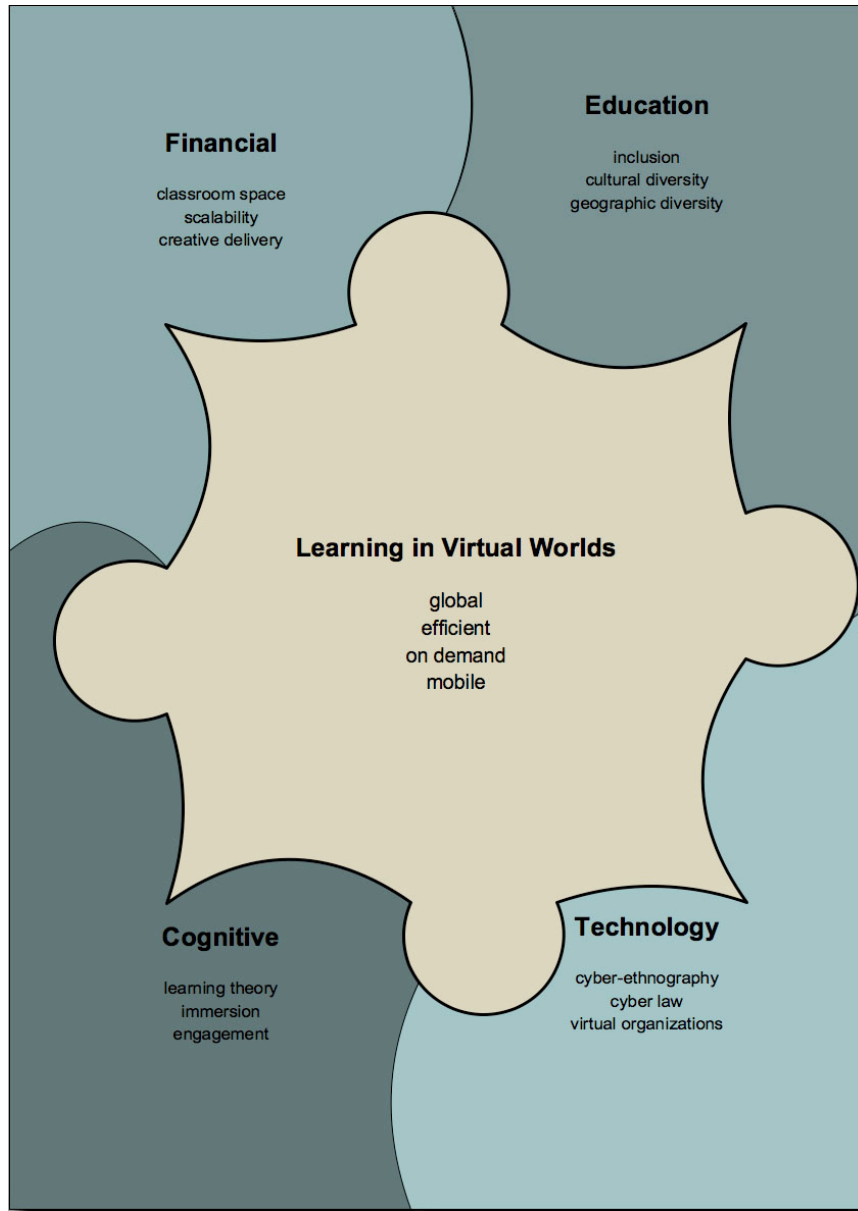 Financial
classroom space
scalability
creative delivery
Education
inclusion
cultural diversity
geographic diversity
Learning in Virtual Worlds
global
efficient
on demand
mobile
Cognitive
learning theory
immersion
engagement
Technology
cyber-ethnography
cyber law
virtual organizations